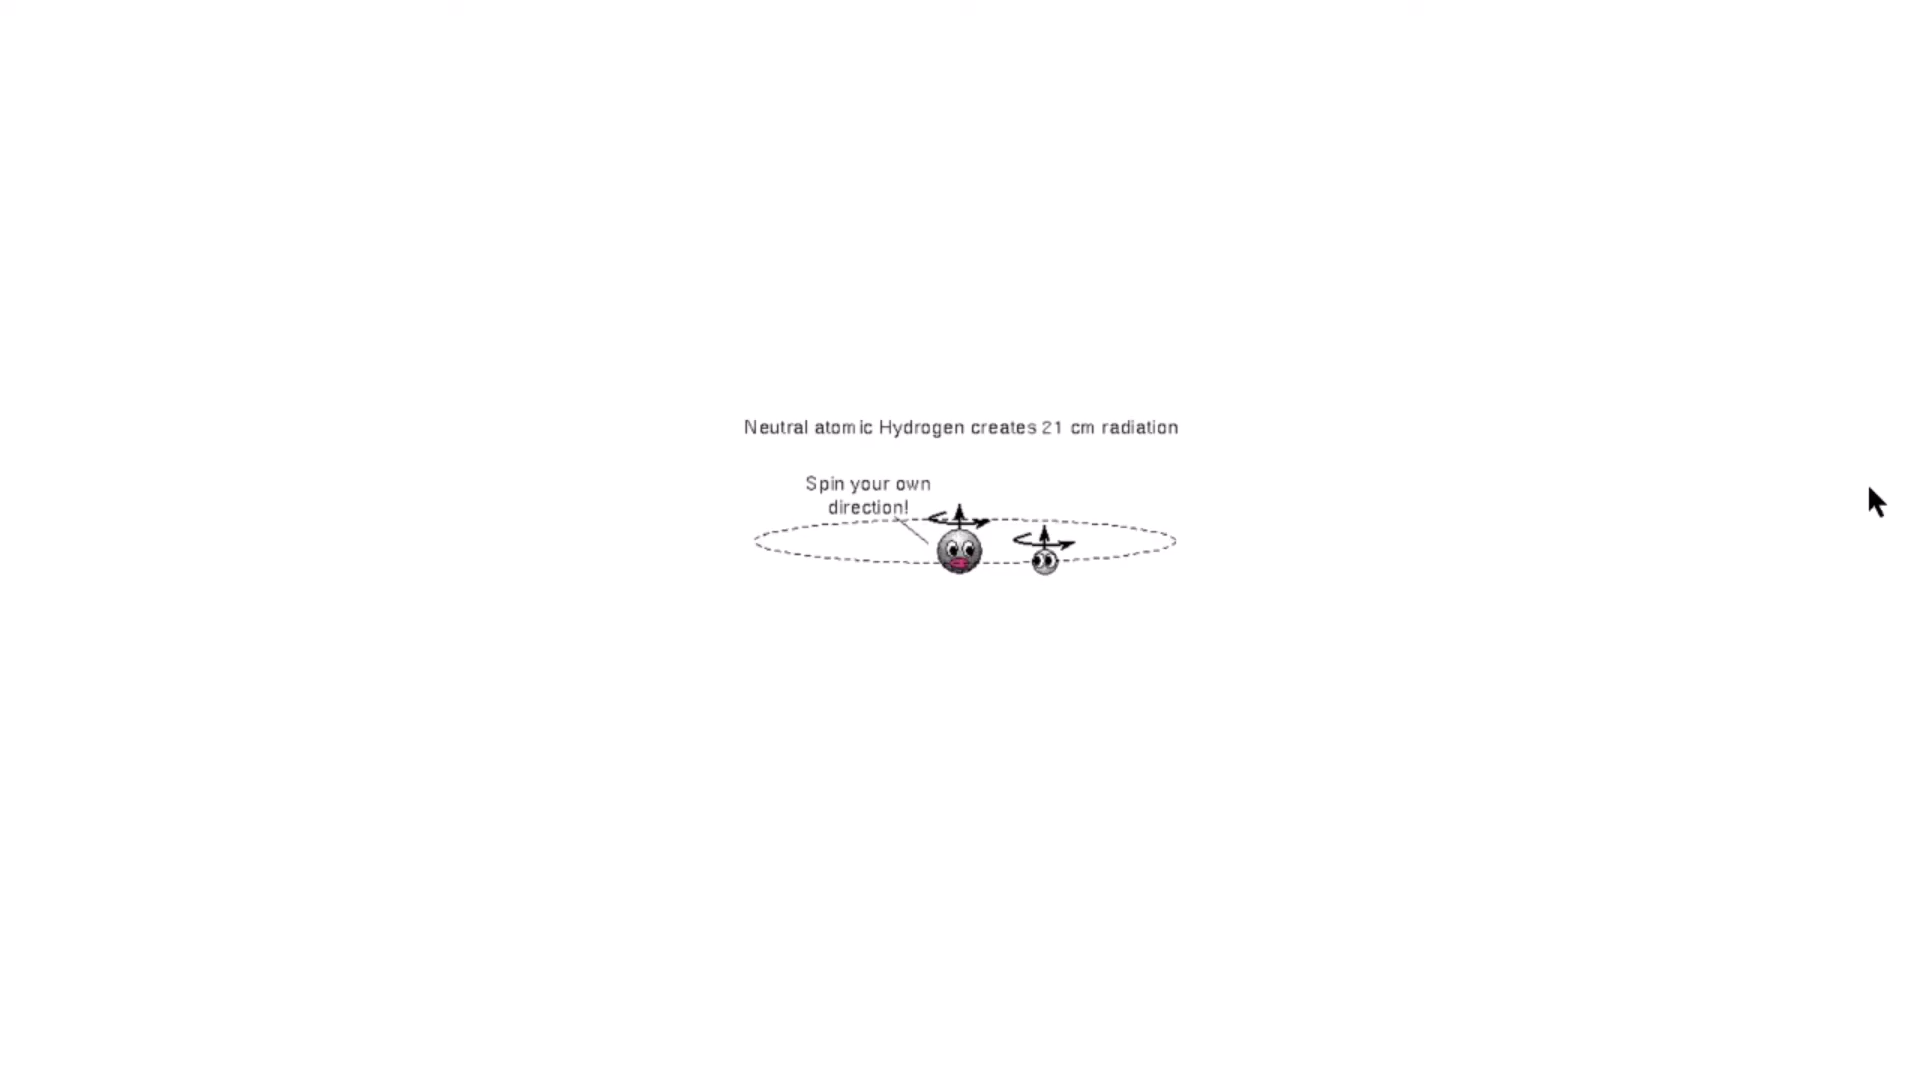 Neutral atomic Hydrogen creates 21 cm radiation
Spin your own
direction!